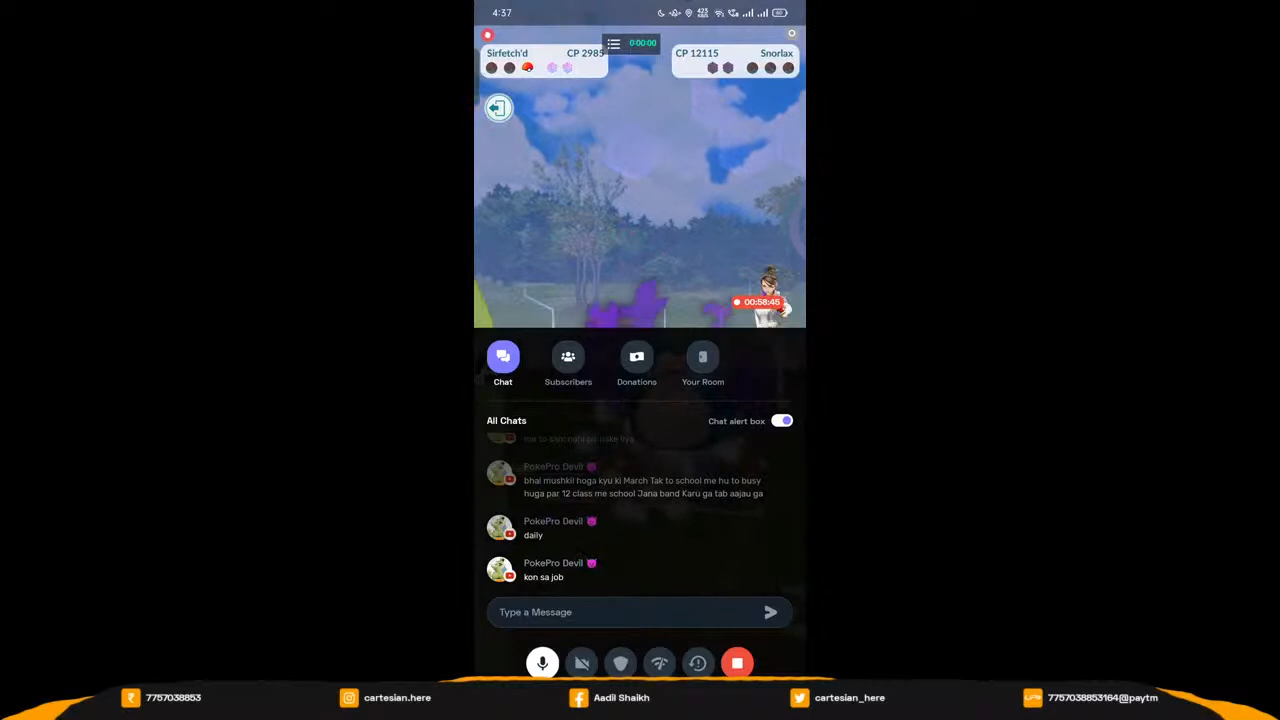 4:37
423
60
Sirfetch'd CP 2985
0:00:00
CP 12115 Snorlax
00:58:45
Chat
Subscribers
Donations
Your Room
All Chats
Chat alert box
PokePro Devil 😈
bhai mushkil hoga kyu ki March Tak to school me hu to busy
huga par 12 class me school Jana band Karu ga tab aajau ga
PokePro Devil 😈
daily
PokePro Devil 😈
kon sa job
Type a Message
₹ 7757038853
cartesian.here
Aadil Shaikh
cartesian_here
UPI 7757038853164@paytm